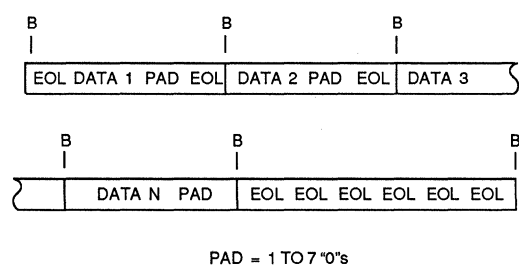 B B B
EOL DATA 1 PAD EOL DATA 2 PAD EOL DATA 3
B B B
DATA N PAD EOL EOL EOL EOL EOL EOL
PAD = 1 TO 7 "0"s